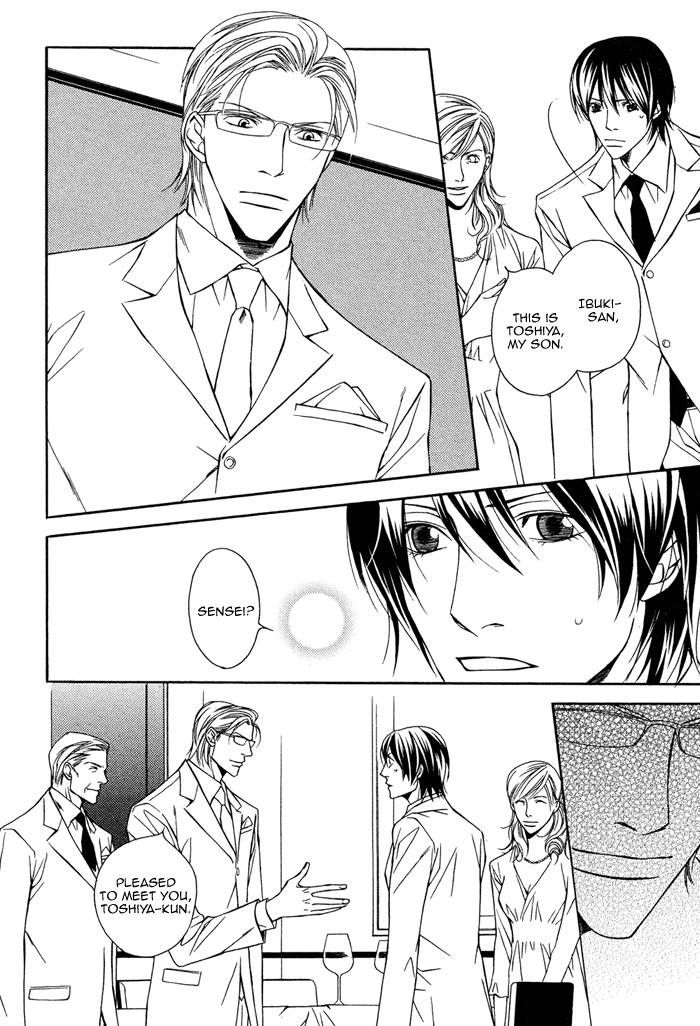 IBUKI-
SAN,
THIS IS
TOSHIYA,
MY SON.
SENSEI?
PLEASED
TO MEET YOU,
TOSHIYA-KUN.